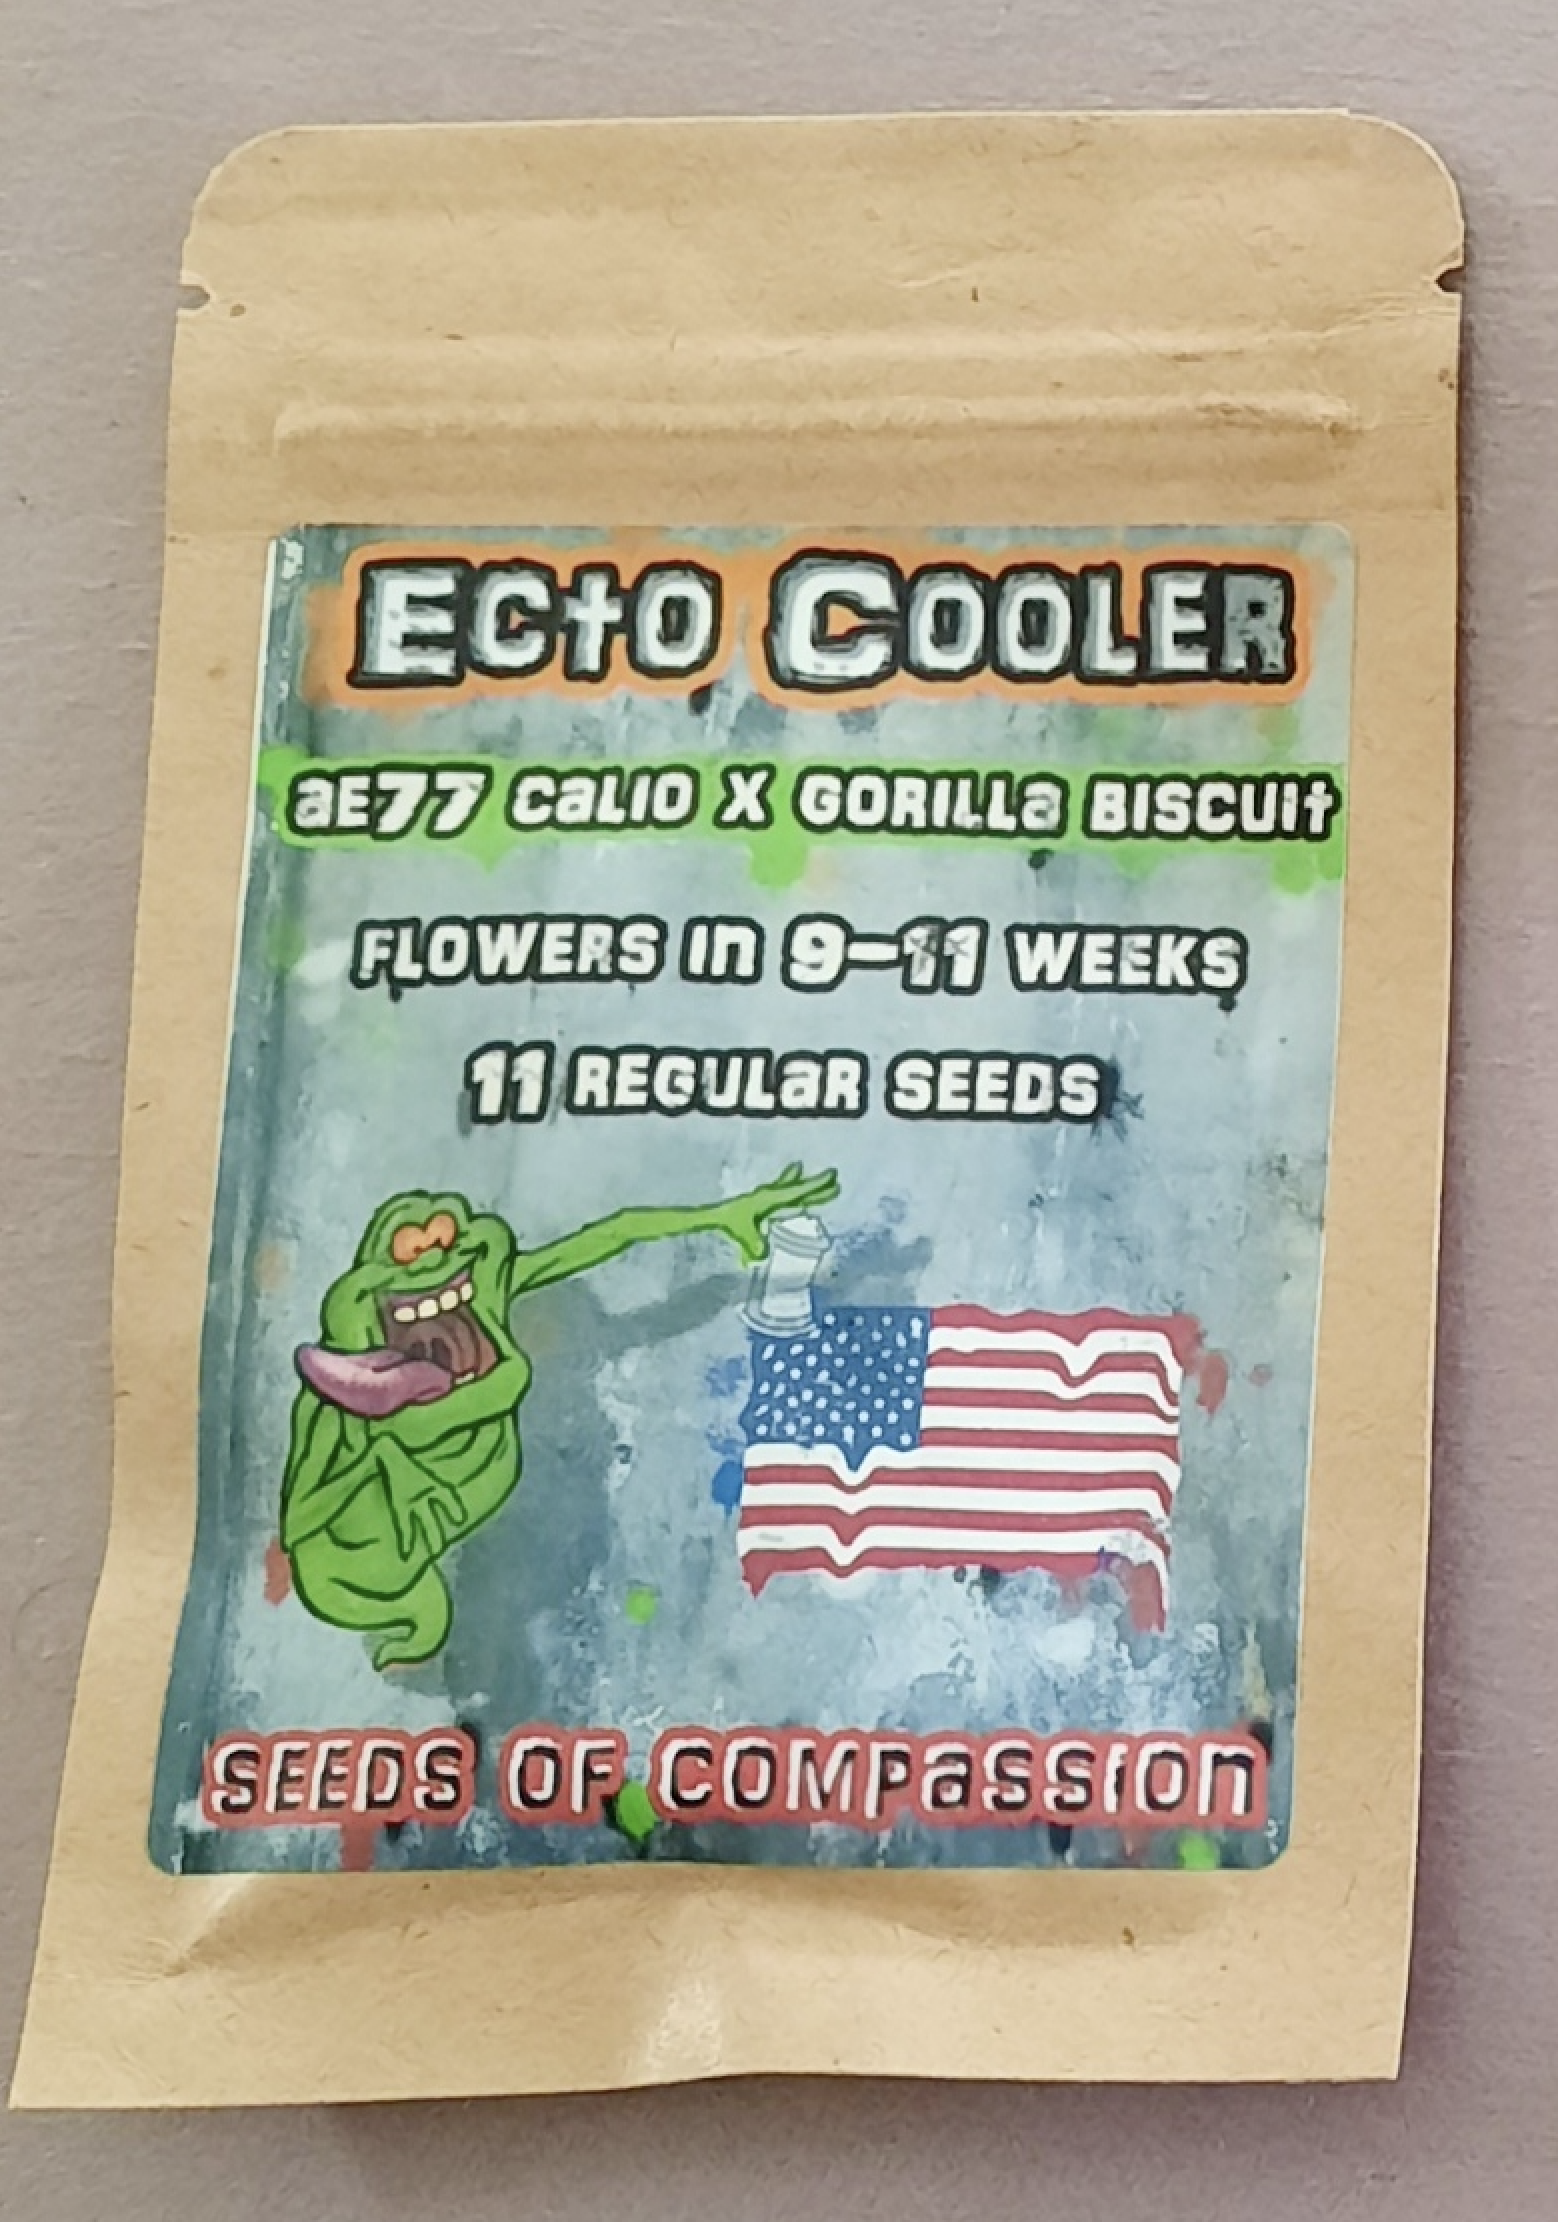 Ecto Cooler
aE77 CaLIO X GORILLa BISCUIt
FLOWERS In 9-11 WEEKS
11 REGULaR SEEDS
SEEDS OF COMPaSSIOn